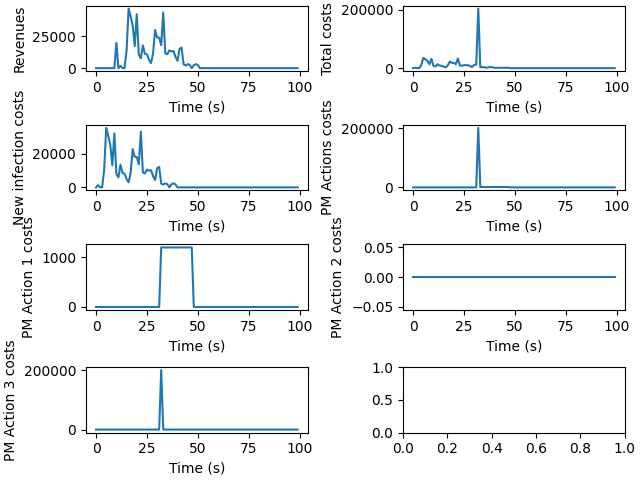 Revenues
25000
0
0 25 50 75 100
Time (s)
Total costs
200000
0
0 25 50 75 100
Time (s)
New infection costs
20000
0
0 25 50 75 100
Time (s)
PM Actions costs
200000
0
0 25 50 75 100
Time (s)
PM Action 1 costs
1000
0
0 25 50 75 100
Time (s)
PM Action 2 costs
0.05
0.00
−0.05
0 25 50 75 100
Time (s)
PM Action 3 costs
200000
0
0 25 50 75 100
Time (s)
1.0
0.5
0.0
0.0 0.2 0.4 0.6 0.8 1.0